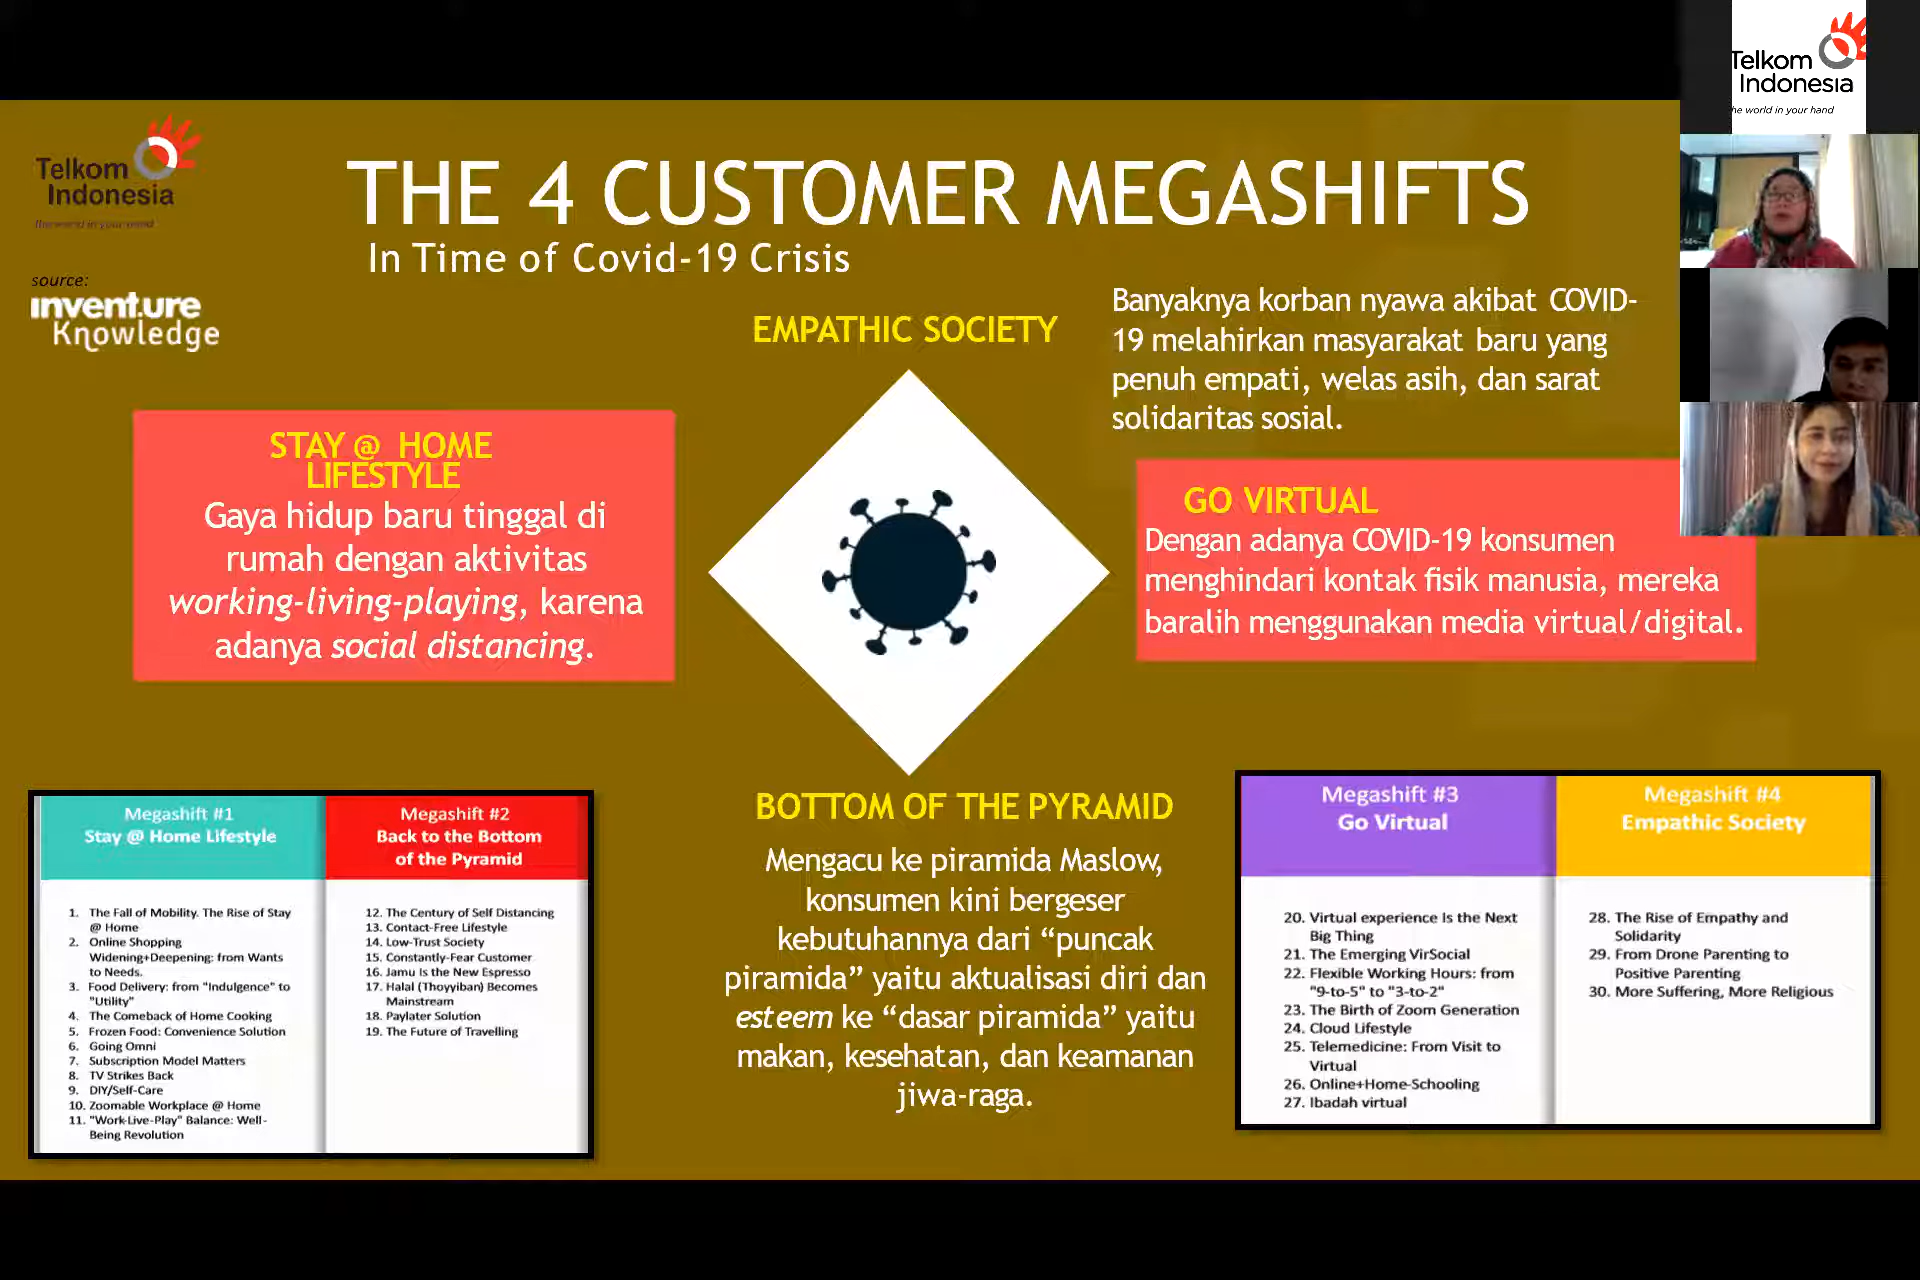 Telkom
Indonesia
the world in your hand
source:
inventure
Knowledge
THE 4 CUSTOMER MEGASHIFTS
In Time of Covid-19 Crisis
EMPATHIC SOCIETY
Banyaknya korban nyawa akibat COVID-
19 melahirkan masyarakat baru yang
penuh empati, welas asih, dan sarat
solidaritas sosial.
STAY @ HOME
LIFESTYLE
Gaya hidup baru tinggal di
rumah dengan aktivitas
working-living-playing, karena
adanya social distancing.
GO VIRTUAL
Dengan adanya COVID-19 konsumen
menghindari kontak fisik manusia, mereka
baralih menggunakan media virtual/digital.
BOTTOM OF THE PYRAMID
Mengacu ke piramida Maslow,
konsumen kini bergeser
kebutuhannya dari “puncak
piramida” yaitu aktualisasi diri dan
esteem ke “dasar piramida” yaitu
makan, kesehatan, dan keamanan
jiwa-raga.
Megashift #1
Stay @ Home Lifestyle
1. The Fall of Mobility. The Rise of Stay
@ Home
2. Online Shopping
Widening+Deepening: from Wants
to Needs.
3. Food Delivery: from "Indulgence" to
"Utility"
4. The Comeback of Home Cooking
5. Frozen Food: Convenience Solution
6. Going Omni
7. Subscription Model Matters
8. TV Strikes Back
9. DIY/Self-Care
10. Zoomable Workplace @ Home
11. "Work-Live-Play" Balance: Well-
Being Revolution
Megashift #2
Back to the Bottom
of the Pyramid
12. The Century of Self Distancing
13. Contact-Free Lifestyle
14. Low-Trust Society
15. Constantly-Fear Customer
16. Jamu Is the New Espresso
17. Halal (Thoyyiban) Becomes
Mainstream
18. Paylater Solution
19. The Future of Travelling
Megashift #3
Go Virtual
20. Virtual experience Is the Next
Big Thing
21. The Emerging VirSocial
22. Flexible Working Hours: from
"9-to-5" to "3-to-2"
23. The Birth of Zoom Generation
24. Cloud Lifestyle
25. Telemedicine: From Visit to
Virtual
26. Online+Home-Schooling
27. Ibadah virtual
Megashift #4
Empathic Society
28. The Rise of Empathy and
Solidarity
29. From Drone Parenting to
Positive Parenting
30. More Suffering, More Religious
Telkom
Indonesia
he world in your hand